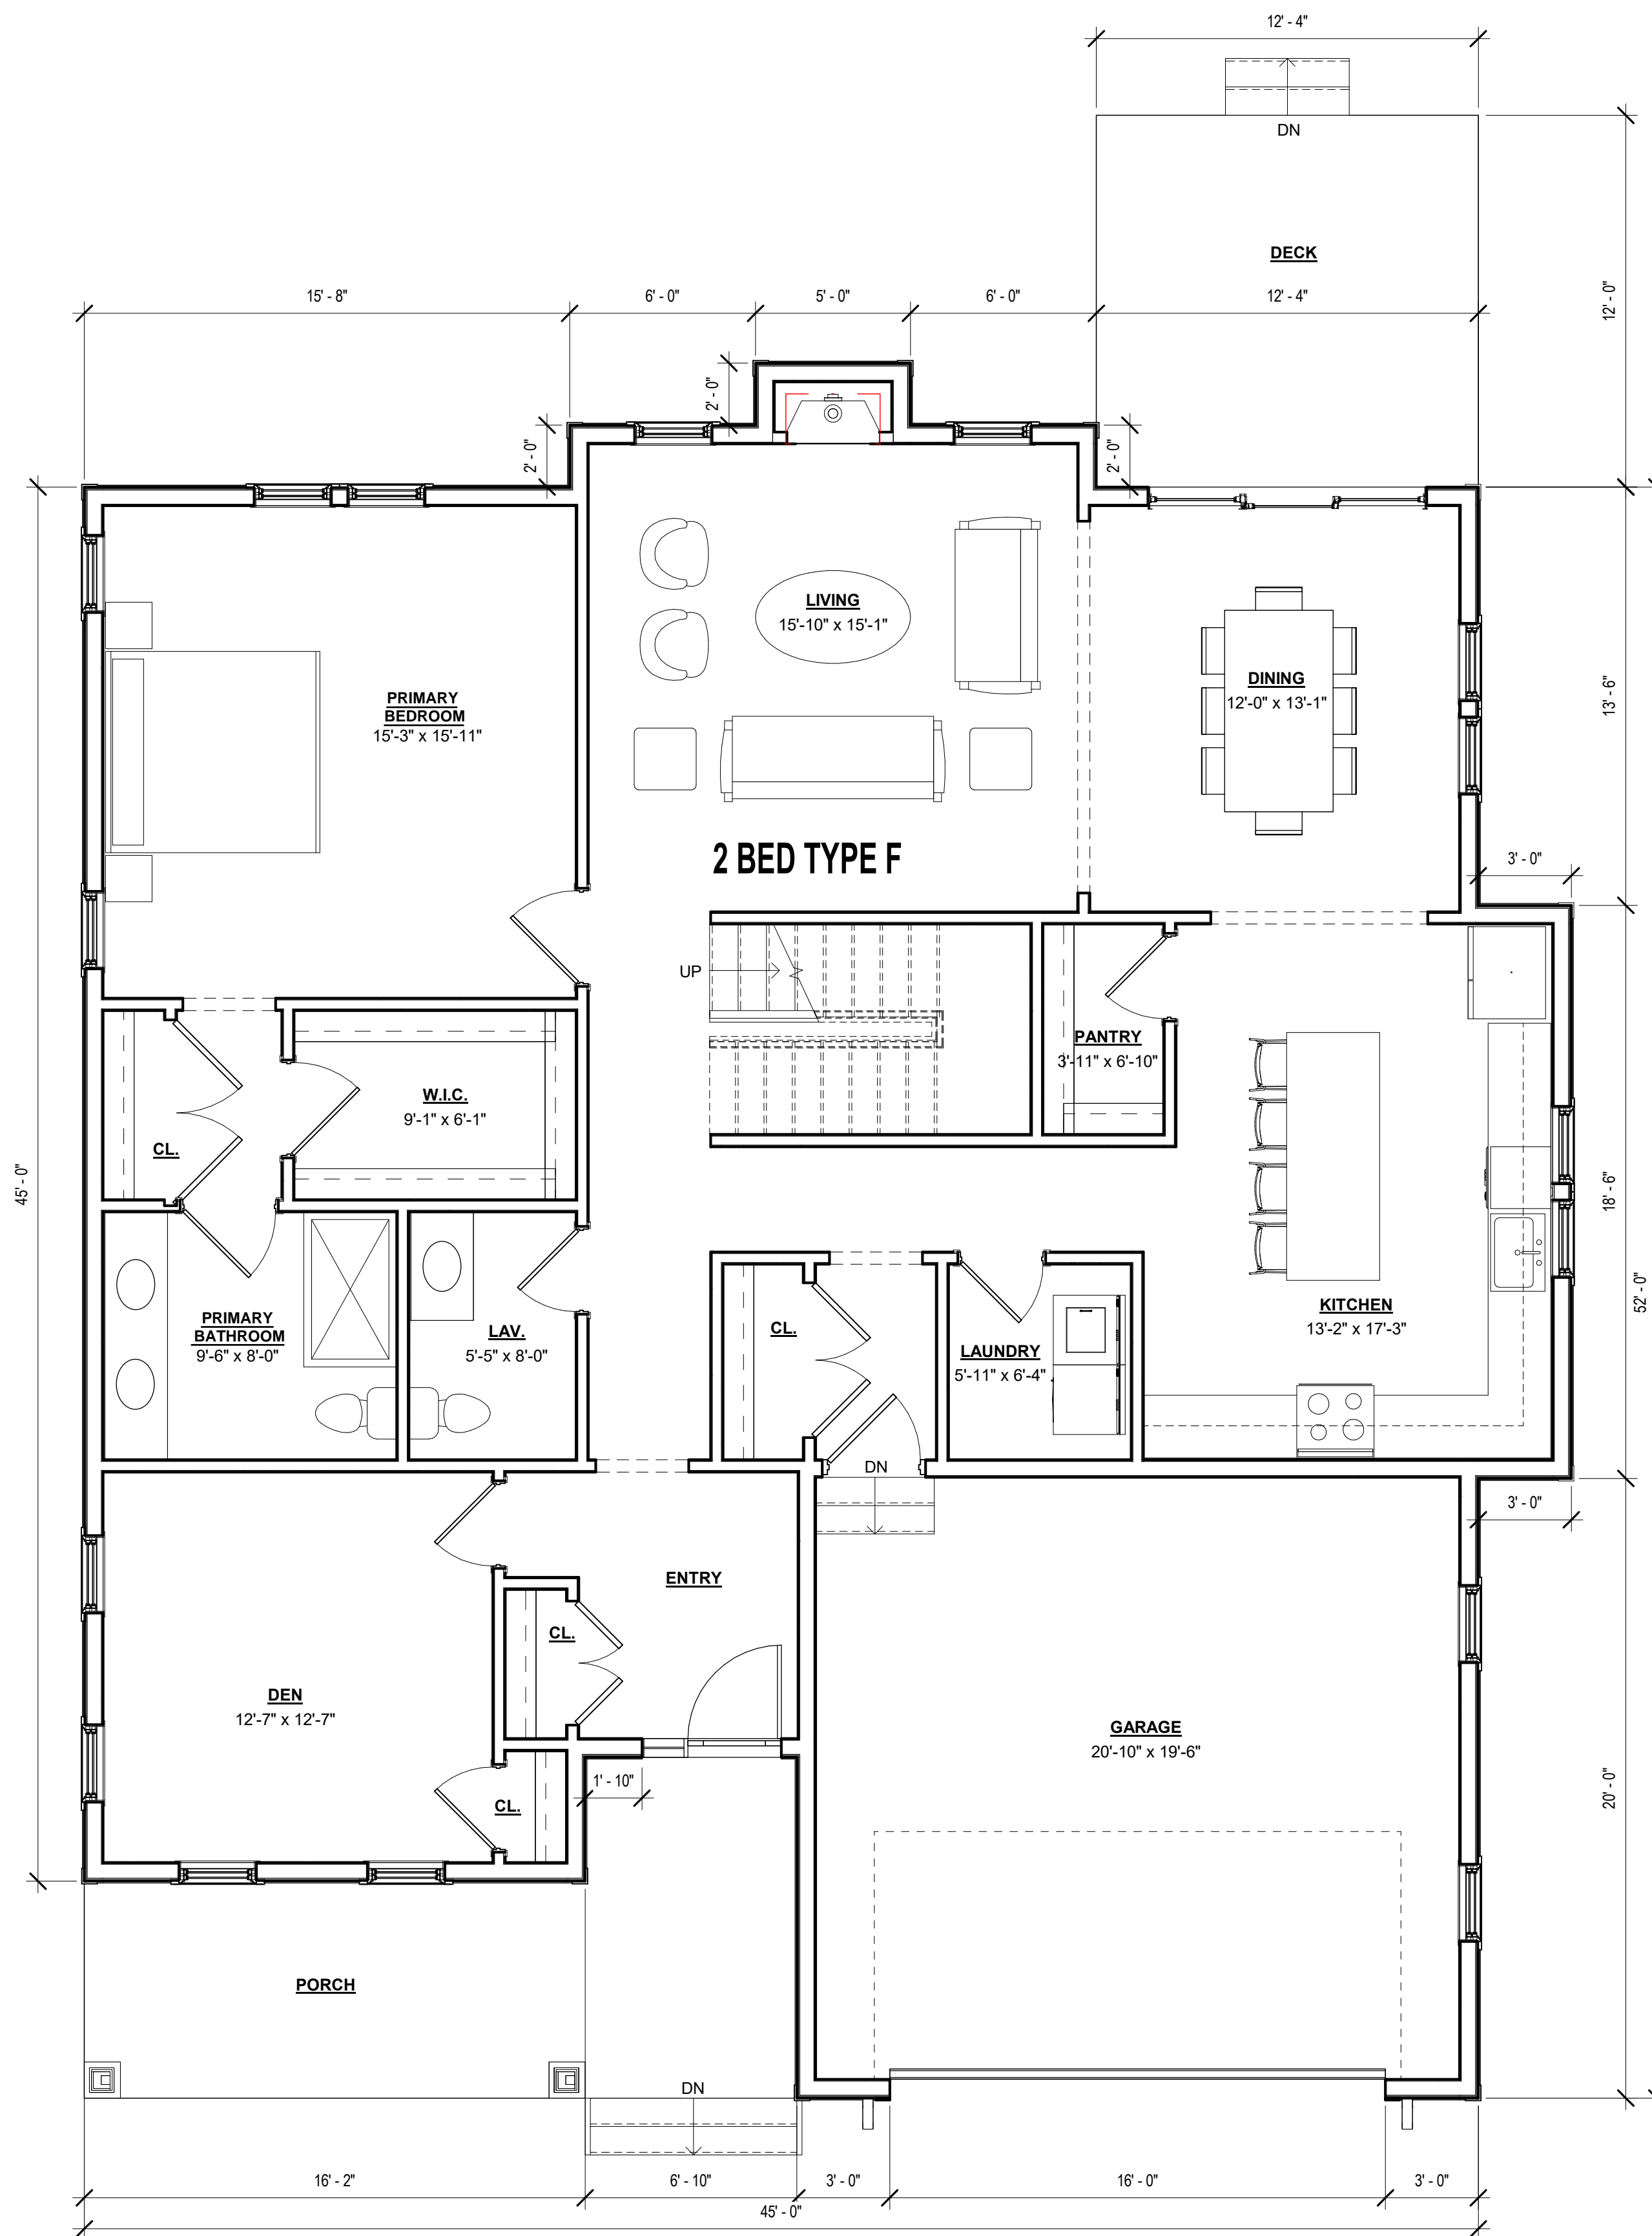 12' - 4"
DN
DECK
12' - 0"
15' - 8"
6' - 0"
5' - 0"
6' - 0"
12' - 4"
2' - 0"
2' - 0"
2' - 0"
LIVING
15'-10" x 15'-1"
DINING
12'-0" x 13'-1"
13' - 6"
PRIMARY
BEDROOM
15'-3" x 15'-11"
2 BED TYPE F
3' - 0"
UP
PANTRY
3'-11" x 6'-10"
W.I.C.
9'-1" x 6'-1"
CL.
45' - 0"
18' - 6"
52' - 0"
KITCHEN
13'-2" x 17'-3"
PRIMARY
BATHROOM
9'-6" x 8'-0"
LAV.
5'-5" x 8'-0"
CL.
LAUNDRY
5'-11" x 6'-4"
DN
3' - 0"
ENTRY
CL.
DEN
12'-7" x 12'-7"
GARAGE
20'-10" x 19'-6"
1' - 10"
CL.
20' - 0"
PORCH
DN
16' - 2"
6' - 10"
3' - 0"
16' - 0"
3' - 0"
45' - 0"